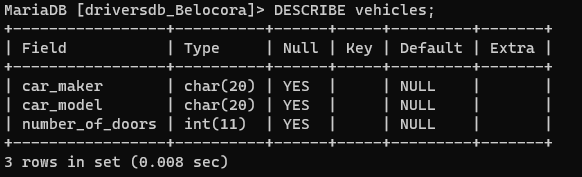 MariaDB [driversdb_Belocora]> DESCRIBE vehicles;
+-----------------+----------+------+-----+---------+-------+
| Field           | Type     | Null | Key | Default | Extra |
+-----------------+----------+------+-----+---------+-------+
| car_maker       | char(20) | YES  |     | NULL    |       |
| car_model       | char(20) | YES  |     | NULL    |       |
| number_of_doors | int(11)  | YES  |     | NULL    |       |
+-----------------+----------+------+-----+---------+-------+
3 rows in set (0.008 sec)